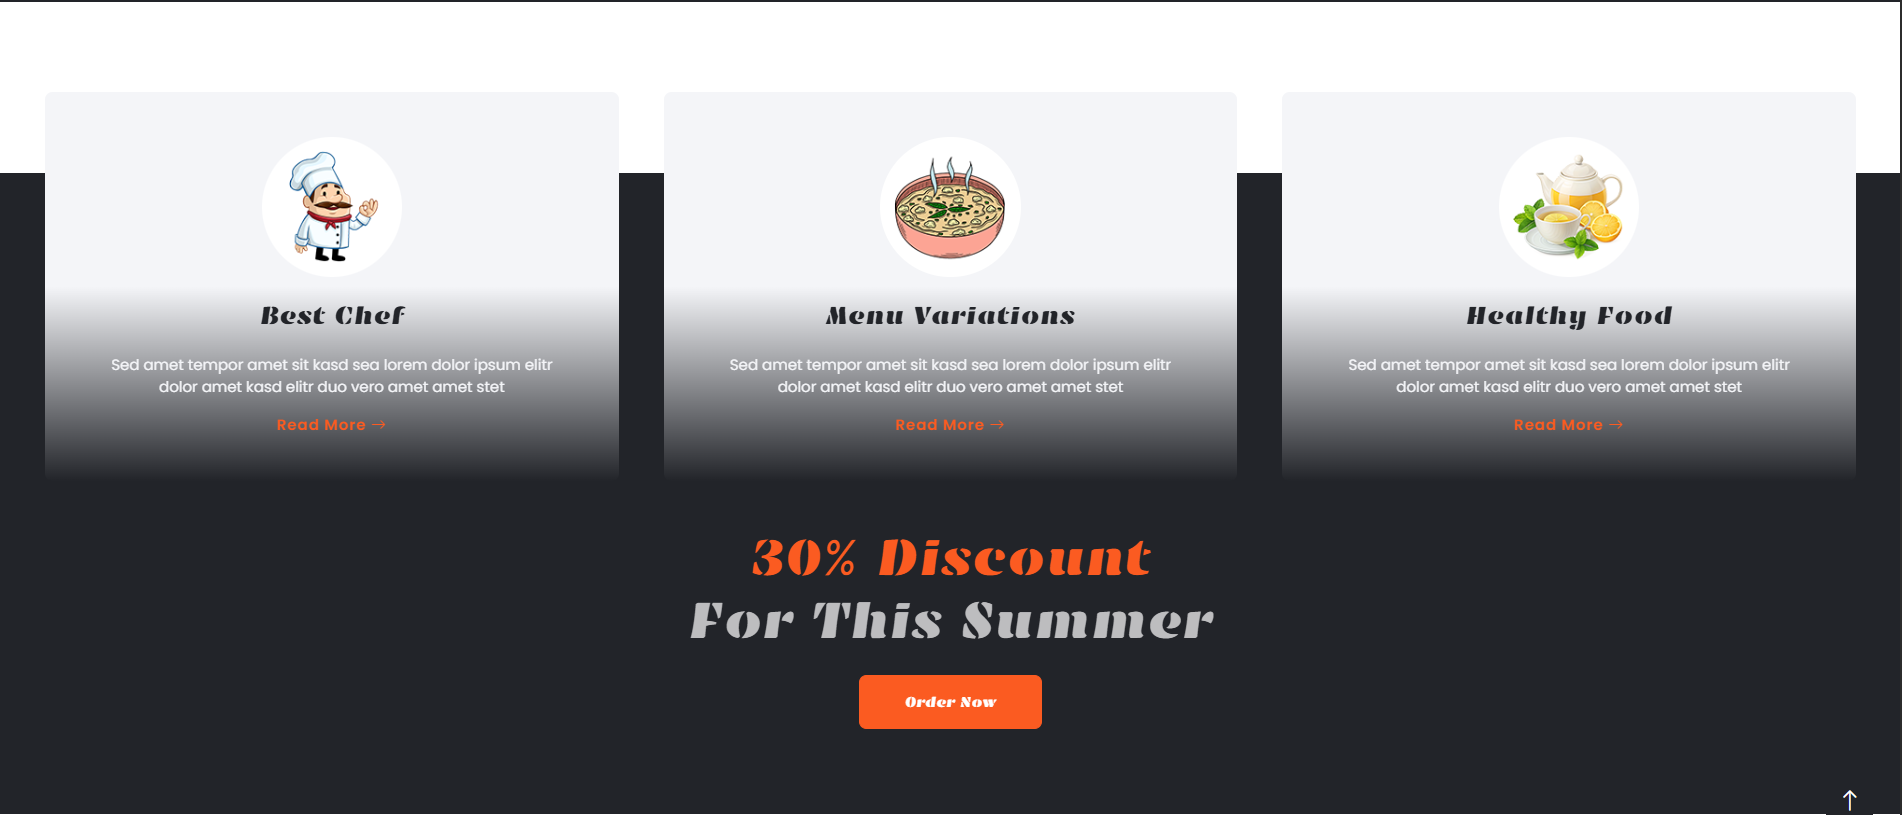 Best Chef
Sed amet tempor amet sit kasd sea lorem dolor ipsum elitr
dolor amet kasd elitr duo vero amet amet stet
Read More →
Menu Variations
Sed amet tempor amet sit kasd sea lorem dolor ipsum elitr
dolor amet kasd elitr duo vero amet amet stet
Read More →
Healthy Food
Sed amet tempor amet sit kasd sea lorem dolor ipsum elitr
dolor amet kasd elitr duo vero amet amet stet
Read More →
30% Discount
For This Summer
Order Now